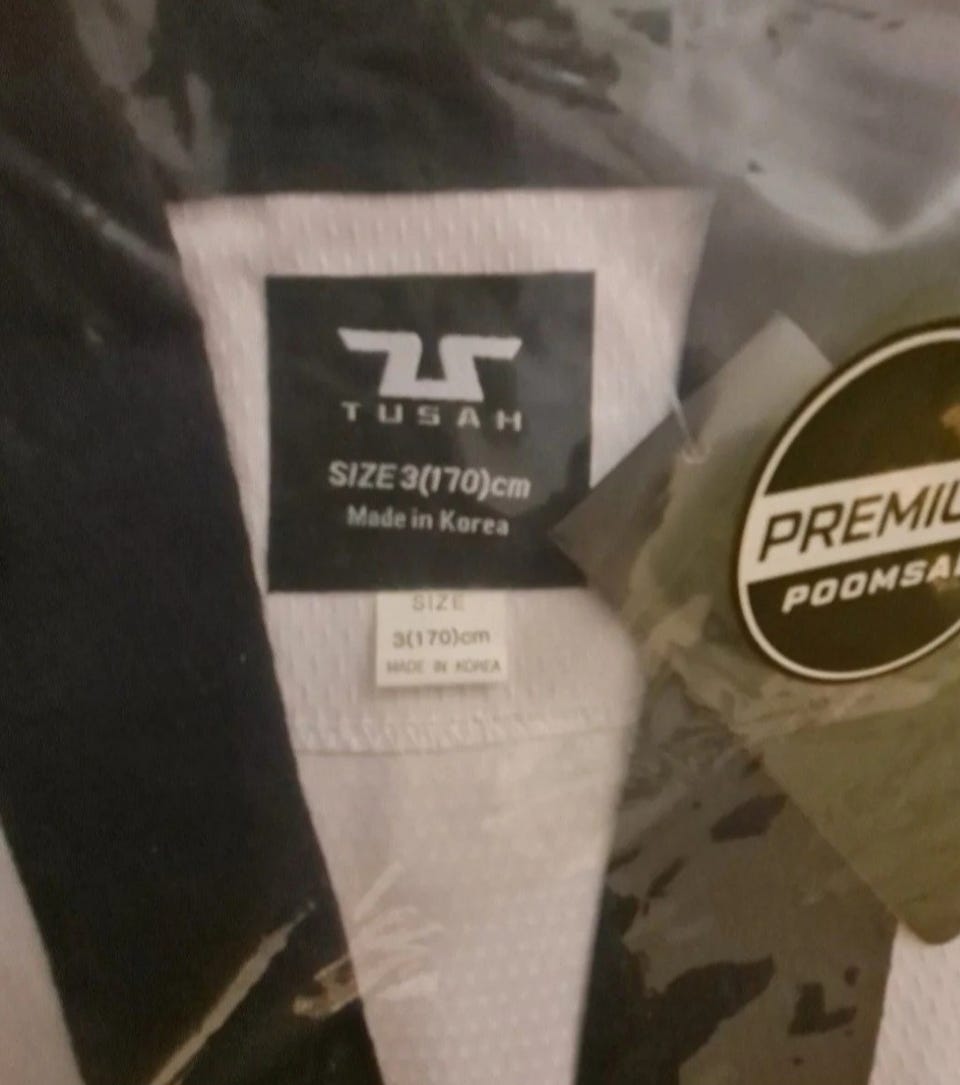 TUSAH
SIZE 3(170)cm
Made in Korea
SIZE
3(170)cm
MADE IN KOREA
PREMIU
POOMSA